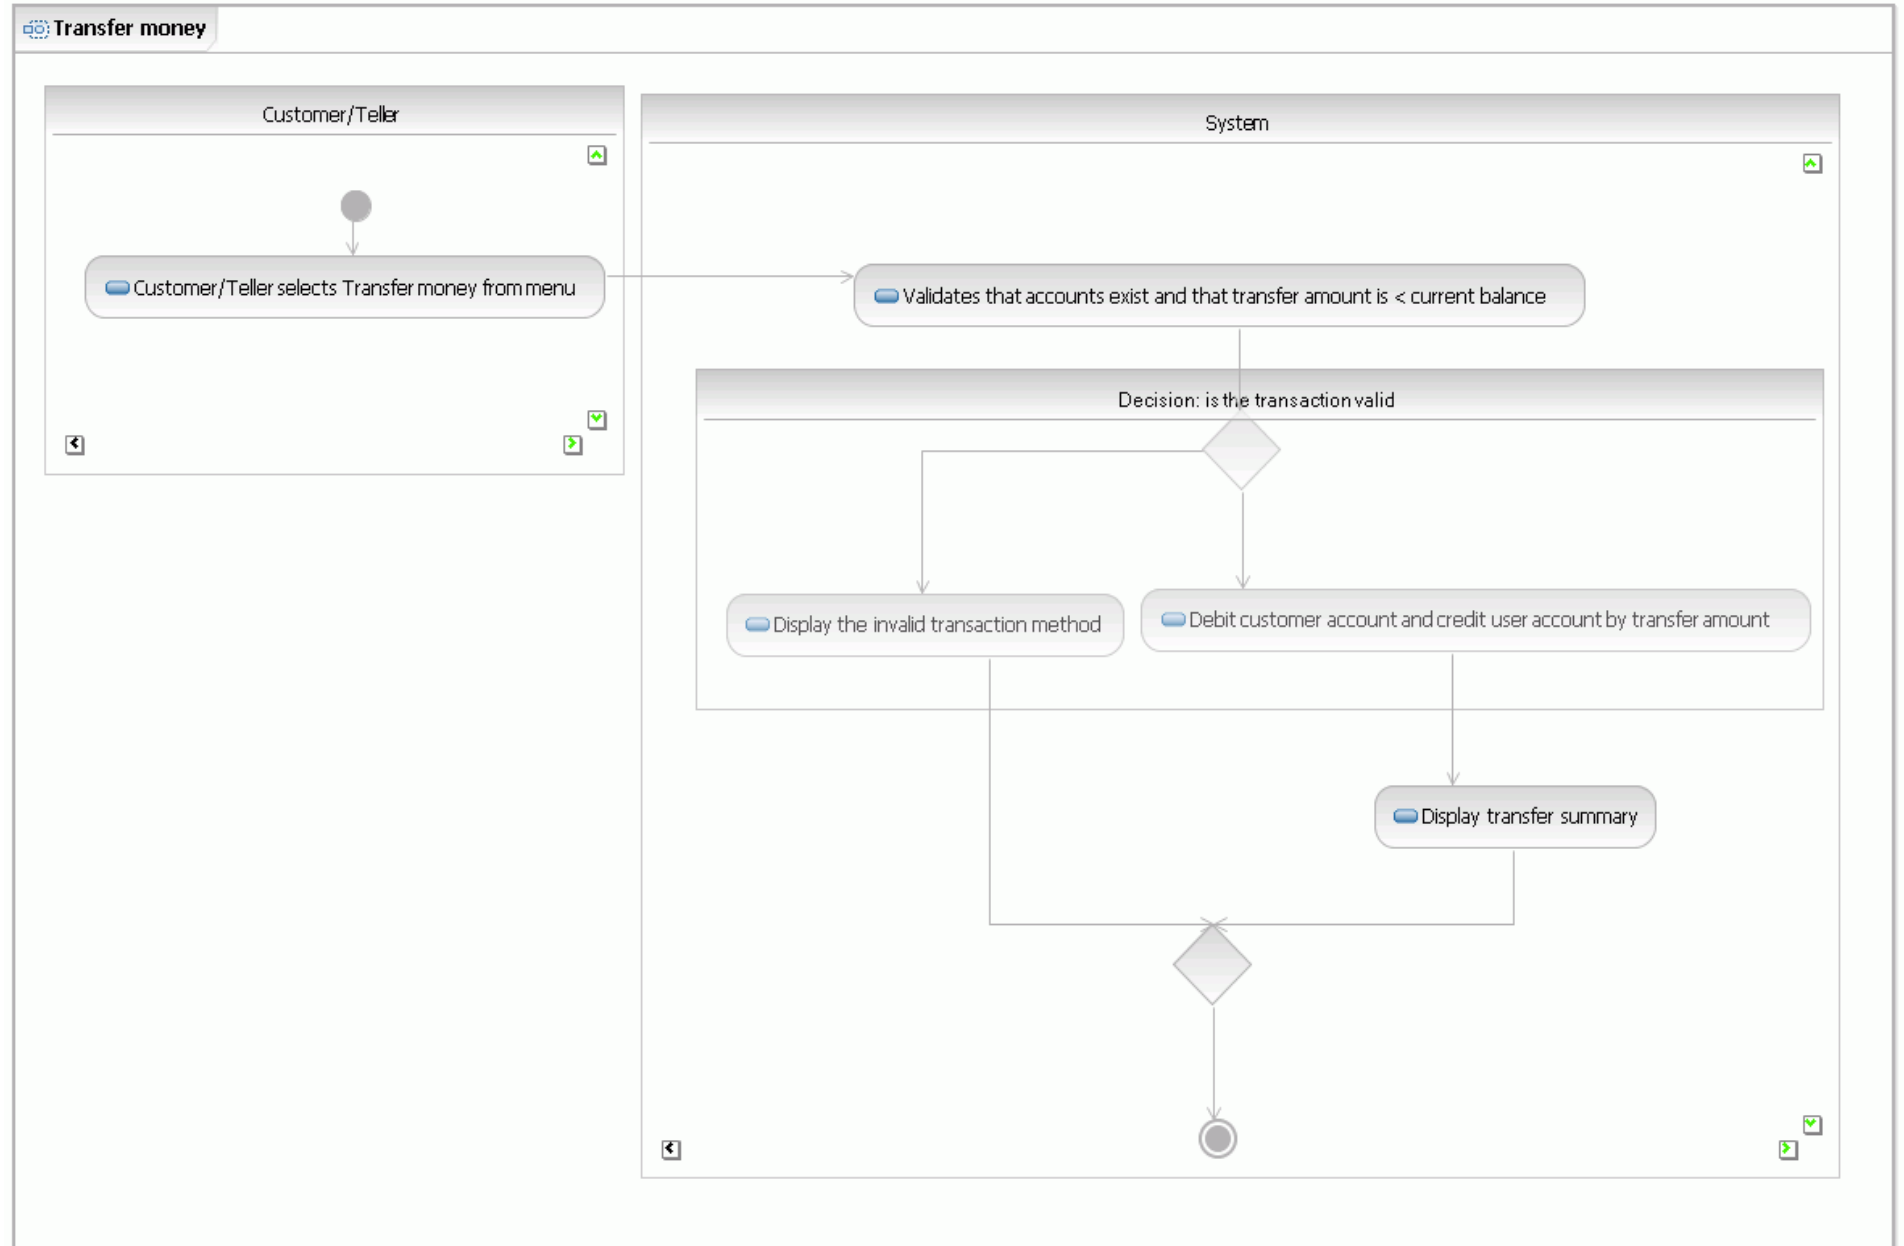 Transfer money
Customer/Teller
System
Customer/Teller selects Transfer money from menu
Validates that accounts exist and that transfer amount is < current balance
Decision: is the transaction valid
Display the invalid transaction method
Debit customer account and credit user account by transfer amount
Display transfer summary